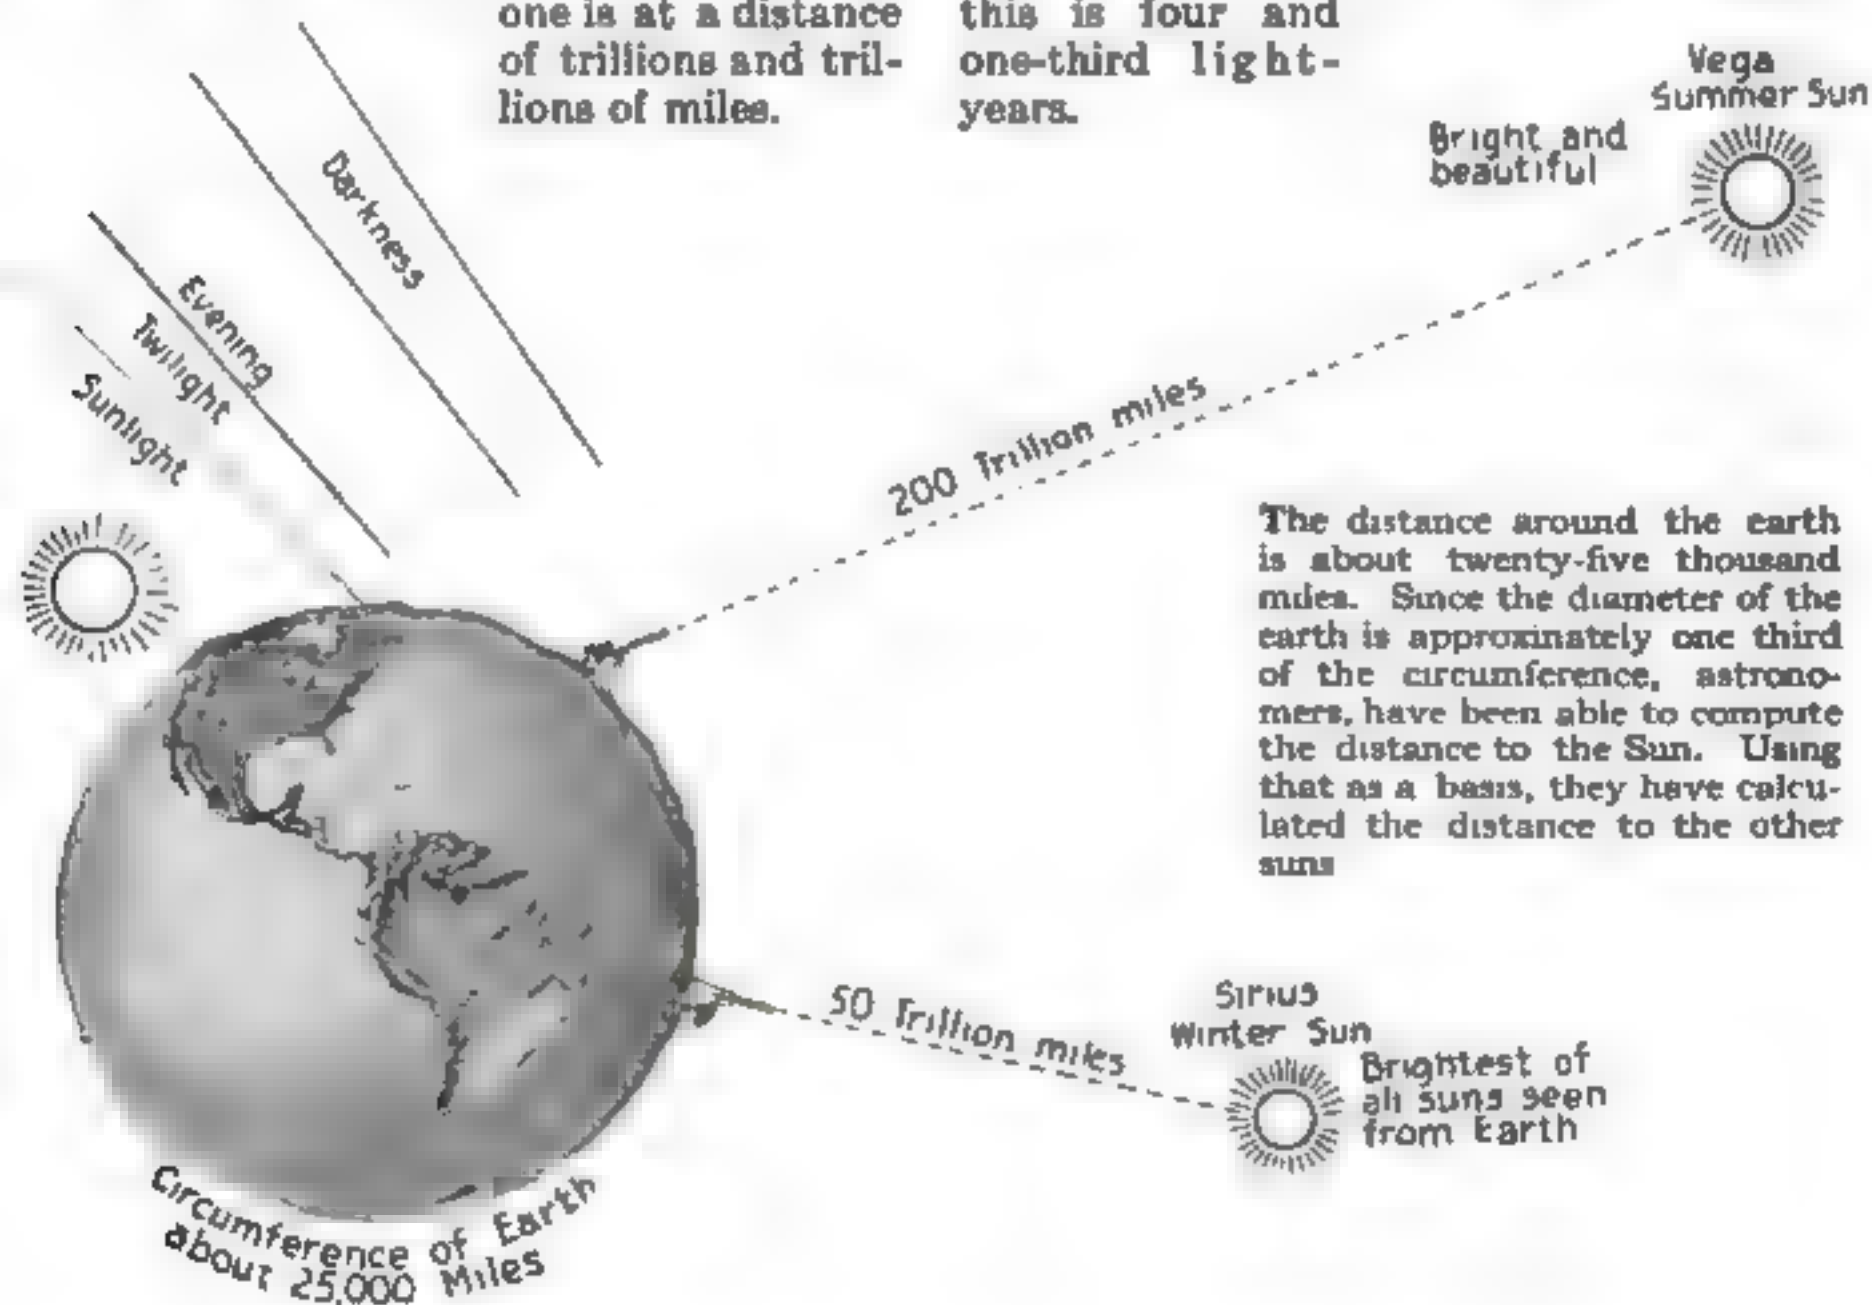 one is at a distance
of trillions and tril-
lions of miles.
this is four and
one-third light-
years.
Vega
Summer Sun
Bright and
beautiful
Darkness
Evening
Twilight
Sunlight
200 Trillion miles
The distance around the earth
is about twenty-five thousand
miles. Since the diameter of the
earth is approximately one third
of the circumference, astrono-
mers, have been able to compute
the distance to the Sun. Using
that as a basis, they have calcu-
lated the distance to the other
suns
50 Trillion miles
Sirius
Winter Sun
Brightest of
all suns seen
from Earth
Circumference of Earth
about 25,000 Miles